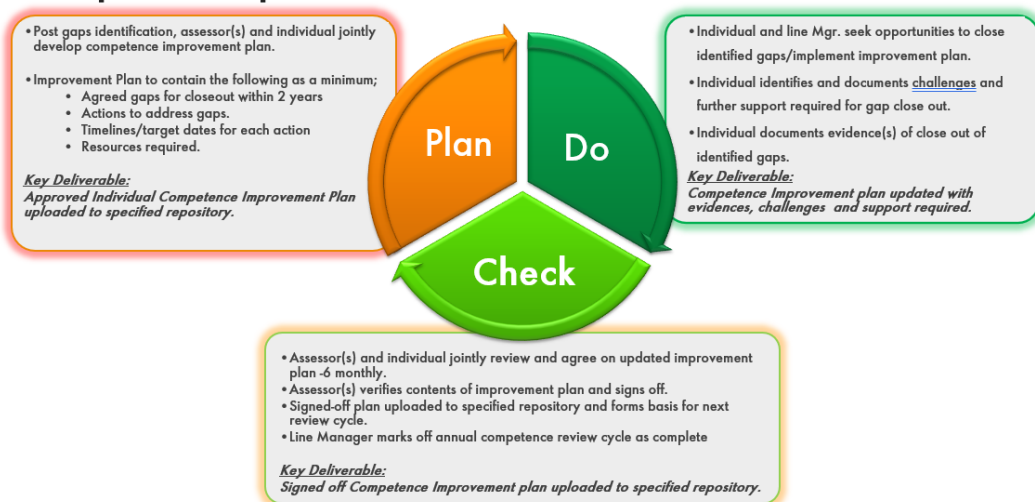 •Post gaps identification, assessor(s) and individual jointly
develop competence improvement plan.
•Improvement Plan to contain the following as a minimum;
• Agreed gaps for closeout within 2 years
• Actions to address gaps.
• Timelines/target dates for each action
• Resources required.
Key Deliverable:
Approved Individual Competence Improvement Plan
uploaded to specified repository.
Plan
Do
Check
•Individual and line Mgr. seek opportunities to close
identified gaps/implement improvement plan.
•Individual identifies and documents challenges and
further support required for gap close out.
•Individual documents evidence(s) of close out of
identified gaps.
Key Deliverable:
Competence Improvement plan updated with
evidences, challenges and support required.
•Assessor(s) and individual jointly review and agree on updated improvement
plan -6 monthly.
•Assessor(s) verifies contents of improvement plan and signs off.
•Signed-off plan uploaded to specified repository and forms basis for next
review cycle.
•Line Manager marks off annual competence review cycle as complete
Key Deliverable:
Signed off Competence Improvement plan uploaded to specified repository.